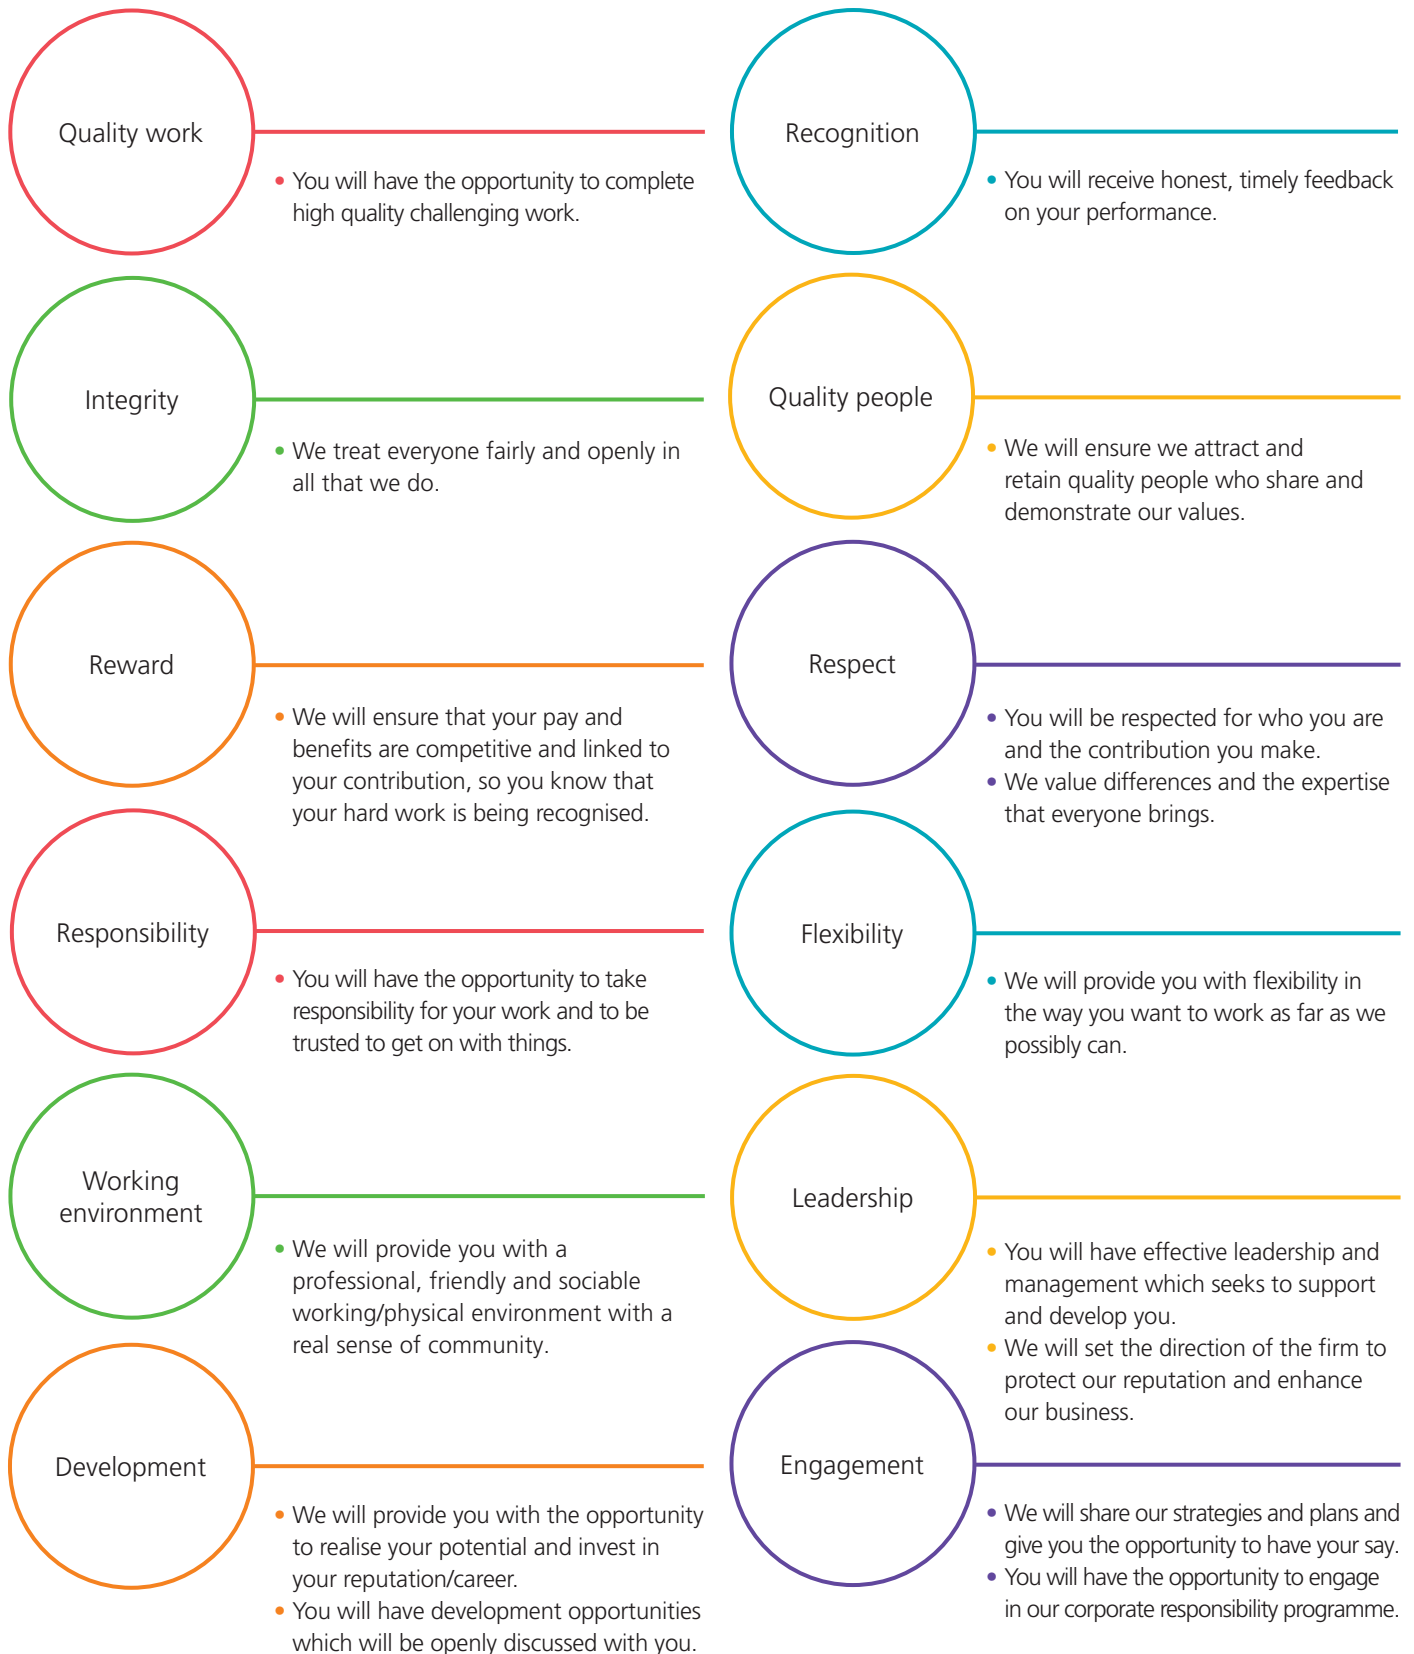 Quality work
• You will have the opportunity to complete
high quality challenging work.
Recognition
• You will receive honest, timely feedback
on your performance.
Integrity
• We treat everyone fairly and openly in
all that we do.
Quality people
• We will ensure we attract and
retain quality people who share and
demonstrate our values.
Reward
• We will ensure that your pay and
benefits are competitive and linked to
your contribution, so you know that
your hard work is being recognised.
Respect
• You will be respected for who you are
and the contribution you make.
• We value differences and the expertise
that everyone brings.
Responsibility
• You will have the opportunity to take
responsibility for your work and to be
trusted to get on with things.
Flexibility
• We will provide you with flexibility in
the way you want to work as far as we
possibly can.
Working
environment
• We will provide you with a
professional, friendly and sociable
working/physical environment with a
real sense of community.
Leadership
• You will have effective leadership and
management which seeks to support
and develop you.
• We will set the direction of the firm to
protect our reputation and enhance
our business.
Development
• We will provide you with the opportunity
to realise your potential and invest in
your reputation/career.
• You will have development opportunities
which will be openly discussed with you.
Engagement
• We will share our strategies and plans and
give you the opportunity to have your say.
• You will have the opportunity to engage
in our corporate responsibility programme.